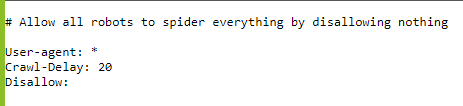 # Allow all robots to spider everything by disallowing nothing
User-agent: *
Crawl-Delay: 20
Disallow: